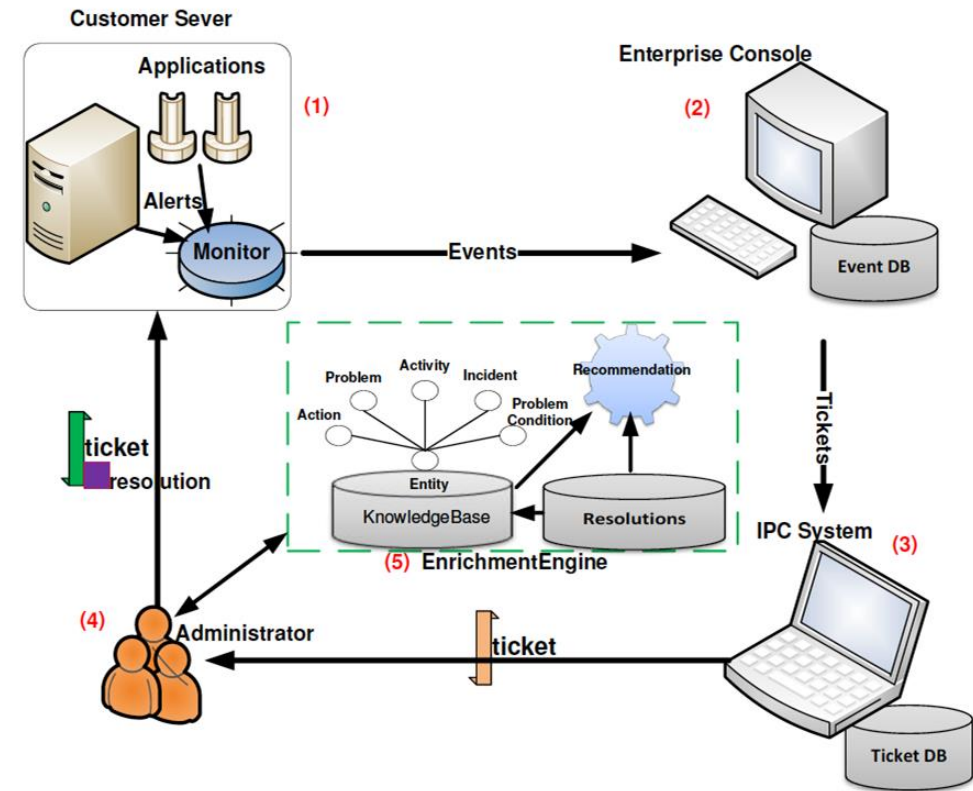 Customer Sever
Applications
(1)
Alerts
Monitor
Events
Enterprise Console
(2)
Event DB
Tickets
IPC System
(3)
Ticket DB
ticket
Administrator
(4)
ticket
resolution
Action
Problem
Activity
Incident
Problem
Condition
Entity
KnowledgeBase
Recommendation
Resolutions
(5) EnrichmentEngine